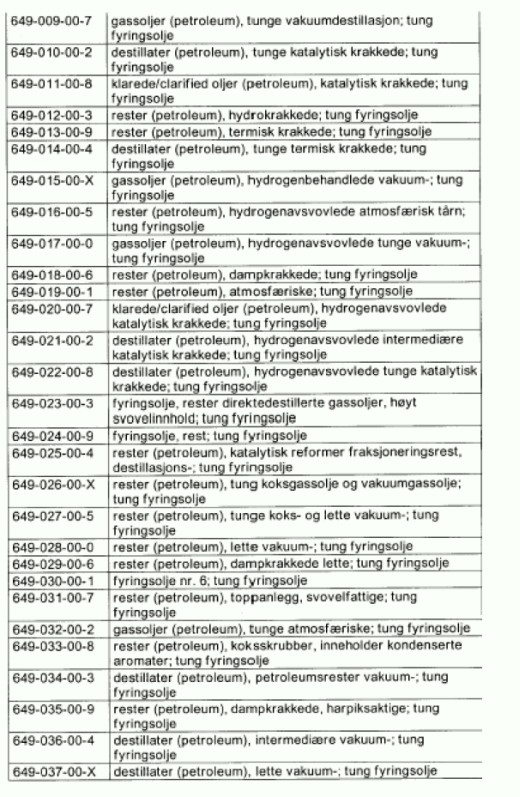 649-009-00-7 gassoljer (petroleum), tunge vakuumdestillasjon; tung
fyringsolje
649-010-00-2 destillater (petroleum), tunge katalytisk krakkede; tung
fyringsolje
649-011-00-8 klarede/clarified oljer (petroleum), katalytisk krakkede; tung
fyringsolje
649-012-00-3 rester (petroleum), hydrokrakkede; tung fyringsolje
649-013-00-9 rester (petroleum), termisk krakkede; tung fyringsolje
649-014-00-4 destillater (petroleum), tunge termisk krakkede; tung
fyringsolje
649-015-00-X gassoljer (petroleum), hydrogenbehandlede vakuum-; tung
fyringsolje
649-016-00-5 rester (petroleum), hydrogenavsvovlede atmosfærisk tårn;
tung fyringsolje
649-017-00-0 gassoljer (petroleum), hydrogenavsvovlede tunge vakuum-;
tung fyringsolje
649-018-00-6 rester (petroleum), dampkrakkede; tung fyringsolje
649-019-00-1 rester (petroleum), atmosfæriske; tung fyringsolje
649-020-00-7 klarede/clarified oljer (petroleum), hydrogenavsvovlede
katalytisk krakkede; tung fyringsolje
649-021-00-2 destillater (petroleum), hydrogenavsvovlede intermediære
katalytisk krakkede; tung fyringsolje
649-022-00-8 destillater (petroleum), hydrogenavsvovlede tunge katalytisk
krakkede; tung fyringsolje
649-023-00-3 fyringsolje, rester direktedestillerte gassoljer, høyt
svovelinnhold; tung fyringsolje
649-024-00-9 fyringsolje, rest; tung fyringsolje
649-025-00-4 rester (petroleum), katalytisk reformer fraksjoneringsrest,
destillasjons-; tung fyringsolje
649-026-00-X rester (petroleum), tung koksgassolje og vakuumgassolje;
tung fyringsolje
649-027-00-5 rester (petroleum), tunge koks- og lette vakuum-; tung
fyringsolje
649-028-00-0 rester (petroleum), lette vakuum-; tung fyringsolje
649-029-00-6 rester (petroleum), dampkrakkede lette; tung fyringsolje
649-030-00-1 fyringsolje nr. 6; tung fyringsolje
649-031-00-7 rester (petroleum), toppanlegg, svovelfattige; tung
fyringsolje
649-032-00-2 gassoljer (petroleum), tunge atmosfæriske; tung fyringsolje
649-033-00-8 rester (petroleum), koksskrubber, inneholder kondenserte
aromater; tung fyringsolje
649-034-00-3 destillater (petroleum), petroleumsrester vakuum-; tung
fyringsolje
649-035-00-9 rester (petroleum), dampkrakkede, harpiksaktige; tung
fyringsolje
649-036-00-4 destillater (petroleum), intermediære vakuum-; tung
fyringsolje
649-037-00-X destillater (petroleum), lette vakuum-; tung fyringsolje